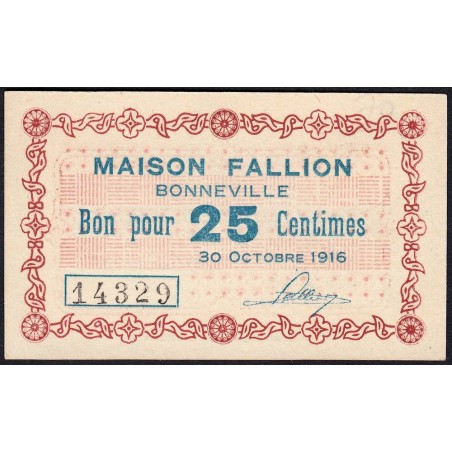 MAISON FALLION
BONNEVILLE
Bon pour 25 Centimes
30 OCTOBRE 1916
14329